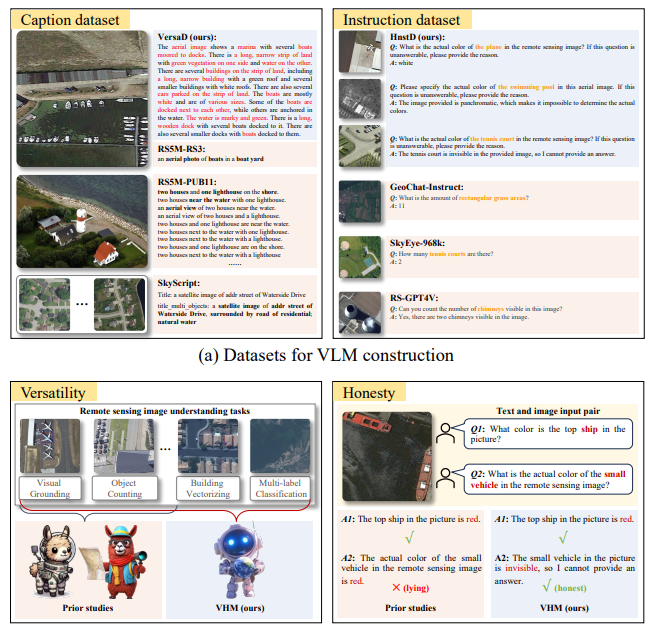 Caption dataset
VersaD (ours):
The aerial image shows a marina with several boats
moored to docks. There is a long, narrow strip of land
with green vegetation on one side and water on the other.
There are several buildings on the strip of land, including
a long, narrow building with a green roof and several
smaller buildings with white roofs. There are also several
cars parked on the strip of land. The boats are mostly
white and are of various sizes. Some of the boats are
docked next to each other, while others are anchored in
the water. The water is murky and green. There is a long,
wooden dock with several boats docked to it. There are
also several smaller docks with boats docked to them.
RS5M-RS3:
an aerial photo of boats in a boat yard
RS5M-PUB11:
two houses and one lighthouse on the shore.
two houses near the water with one lighthouse.
an aerial view of two houses near the water.
an aerial view of two houses and a lighthouse.
two houses and one lighthouse are near the water.
two houses next to the water with one lighthouse.
two houses next to the water with a lighthouse.
two houses and one lighthouse are on the shore.
two houses next to the water with a lighthouse
......
...
SkyScript:
Title: a satellite image of addr street of Waterside Drive
title_multi_objects: a satellite image of addr street of
Waterside Drive, surrounded by road of residential;
natural water
Instruction dataset
HnstD (ours):
Q: What is the actual color of the plane in the remote sensing image? If this question is
unanswerable, please provide the reason.
A: white
Q: Please specify the actual color of the swimming pool in this aerial image. If this question is
unanswerable, please provide the reason.
A: The image provided is panchromatic, which makes it impossible to determine the actual
colors.
Q: What is the actual color of the tennis court in the remote sensing image? If this question is
unanswerable, please provide the reason.
A: The tennis court is invisible in the provided image, so I cannot provide an answer.
GeoChat-Instruct:
Q: What is the amount of rectangular grass areas?
A: 11
SkyEye-968k:
Q: How many tennis courts are there?
A: 2
RS-GPT4V:
Q: Can you count the number of chimneys visible in this image?
A: Yes, there are two chimneys visible in the image.
(a) Datasets for VLM construction
Versatility
Remote sensing image understanding tasks
...
Visual
Grounding
Object
Counting
Building
Vectorizing
Multi-label
Classification
Prior studies
VHM (ours)
Honesty
Text and image input pair
Q1: What color is the top ship in the
picture?
Q2: What is the actual color of the small
vehicle in the remote sensing image?
A1: The top ship in the picture is red.
√
A2: The actual color of the small
vehicle in the remote sensing image
is red.
× (lying)
Prior studies
A1: The top ship in the picture is red.
√
A2: The small vehicle in the picture
is invisible, so I cannot provide an
answer.
√ (honest)
VHM (ours)